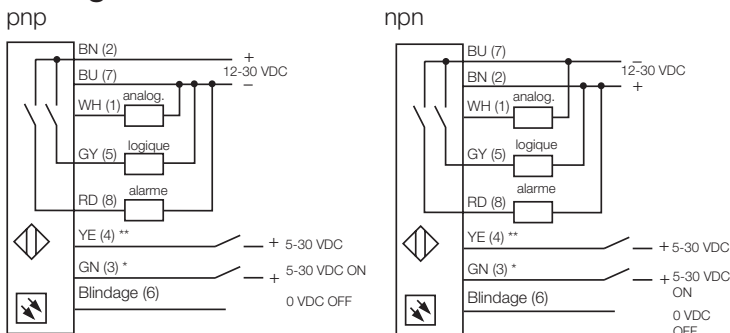 pnp
BN (2)
+
12-30 VDC
BU (7)
–
WH (1)
analog.
GY (5)
logique
RD (8)
alarme
YE (4) **
+ 5-30 VDC
GN (3) *
+
5-30 VDC ON
Blindage (6)
0 VDC OFF
npn
BU (7)
–
12-30 VDC
BN (2)
+
WH (1)
analog.
GY (5)
logique
RD (8)
alarme
YE (4) **
+ 5-30 VDC
GN (3) *
+ 5-30 VDC
ON
Blindage (6)
0 VDC
OFF